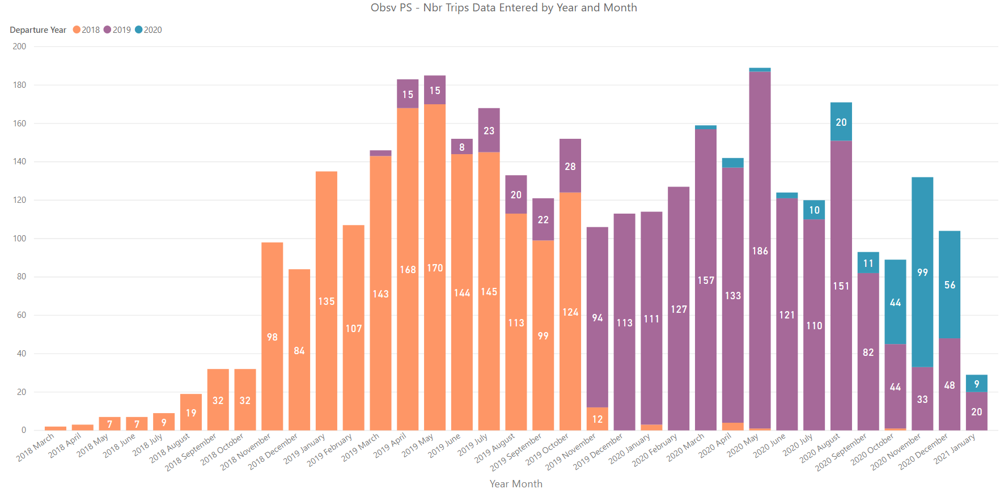 Obsv PS - Nbr Trips Data Entered by Year and Month
Departure Year 2018 2019 2020
200
180
160
140
120
100
80
60
40
20
0
7
7
9
19
32
32
98
84
135
107
143
15
168
15
170
8
144
23
145
20
113
22
99
28
124
94
12
113
111
127
157
133
186
121
10
110
20
151
11
82
44
44
99
33
56
48
9
20
2018 March
2018 April
2018 May
2018 June
2018 July
2018 August
2018 September
2018 October
2018 November
2018 December
2019 January
2019 February
2019 March
2019 April
2019 May
2019 June
2019 July
2019 August
2019 September
2019 October
2019 November
2019 December
2020 January
2020 February
2020 March
2020 April
2020 May
2020 June
2020 July
2020 August
2020 September
2020 October
2020 November
2020 December
2021 January
Year Month